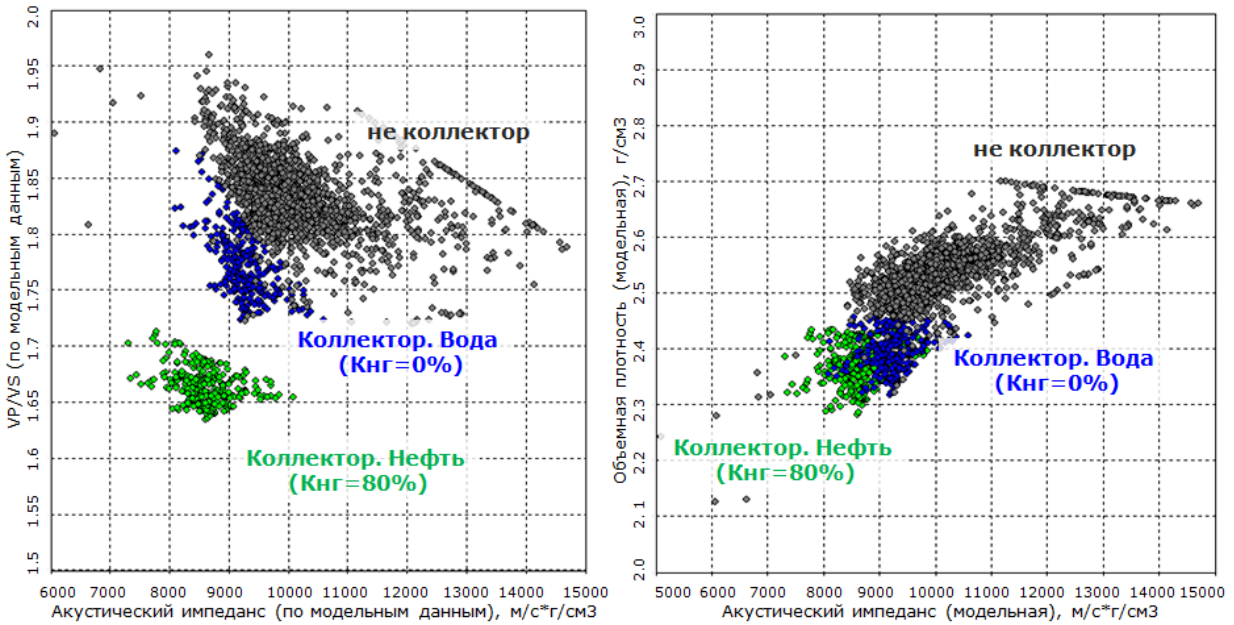 2.0
1.95
1.9
1.85
1.8
1.75
1.7
1.65
1.6
1.55
1.5
VP/VS (по модельным данным)
не коллектор
Коллектор. Вода
(Кнг=0%)
Коллектор. Нефть
(Кнг=80%)
6000 7000 8000 9000 10000 11000 12000 13000 14000 15000
Акустический импеданс (по модельным данным), м/с*г/см3
3.0
2.9
2.8
2.7
2.6
2.5
2.4
2.3
2.2
2.1
2.0
Объемная плотность (модельная), г/см3
не коллектор
Коллектор. Вода
(Кнг=0%)
Коллектор. Нефть
(Кнг=80%)
5000 6000 7000 8000 9000 10000 11000 12000 13000 14000 15000
Акустический импеданс (модельная), м/с*г/см3